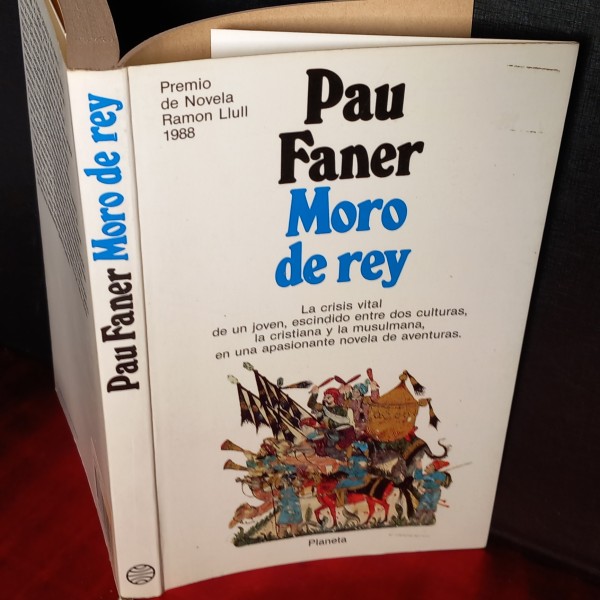 Premio
de Novela
Ramon Llull
1988
Pau
Faner
Moro
de rey
La crisis vital
de un joven, escindido entre dos culturas,
la cristiana y la musulmana,
en una apasionante novela de aventuras.
Planeta
Pau Faner Moro de rey